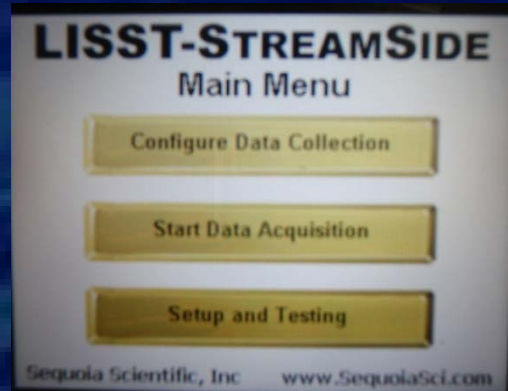 LISST-STREAMSIDE
Main Menu
Configure Data Collection
Start Data Acquisition
Setup and Testing
Sequoia Scientific, Inc www.SequoiaSci.com